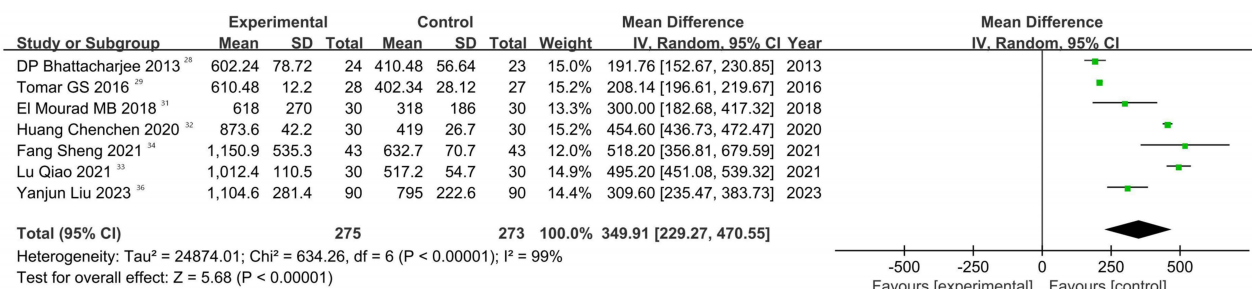 Experimental Control Mean Difference Mean Difference
Study or Subgroup Mean SD Total Mean SD Total Weight IV, Random, 95% CI Year IV, Random, 95% CI
DP Bhattacharjee 2013 28 602.24 78.72 24 410.48 56.64 23 15.0% 191.76 [152.67, 230.85] 2013
Tomar GS 2016 29 610.48 12.2 28 402.34 28.12 27 15.2% 208.14 [196.61, 219.67] 2016
El Mourad MB 2018 31 618 270 30 318 186 30 13.3% 300.00 [182.68, 417.32] 2018
Huang Chenchen 2020 32 873.6 42.2 30 419 26.7 30 15.2% 454.60 [436.73, 472.47] 2020
Fang Sheng 2021 34 1,150.9 535.3 43 632.7 70.7 43 12.0% 518.20 [356.81, 679.59] 2021
Lu Qiao 2021 33 1,012.4 110.5 30 517.2 54.7 30 14.9% 495.20 [451.08, 539.32] 2021
Yanjun Liu 2023 36 1,104.6 281.4 90 795 222.6 90 14.4% 309.60 [235.47, 383.73] 2023
Total (95% CI) 275 273 100.0% 349.91 [229.27, 470.55]
Heterogeneity: Tau² = 24874.01; Chi² = 634.26, df = 6 (P < 0.00001); I² = 99%
Test for overall effect: Z = 5.68 (P < 0.00001)
-500 -250 0 250 500
Favours [experimental] Favours [control]